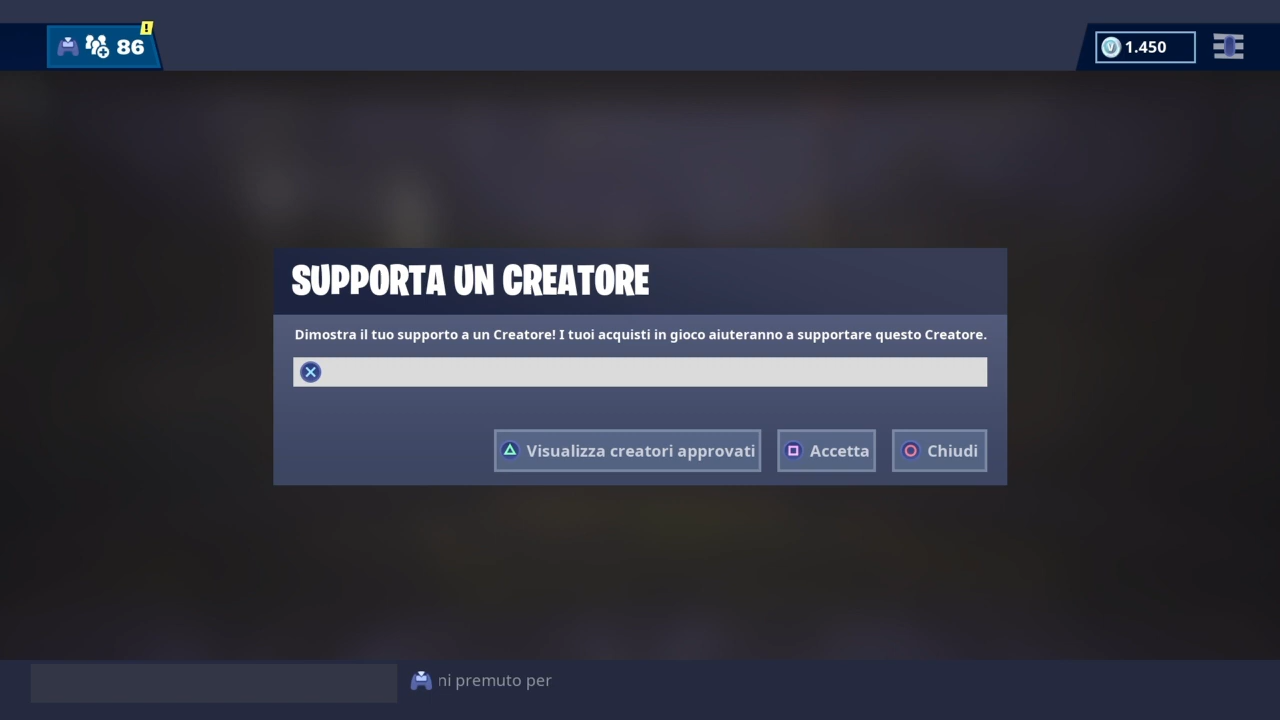 86
!
1.450
SUPPORTA UN CREATORE
Dimostra il tuo supporto a un Creatore! I tuoi acquisti in gioco aiuteranno a supportare questo Creatore.
Visualizza creatori approvati
Accetta
Chiudi
ni premuto per